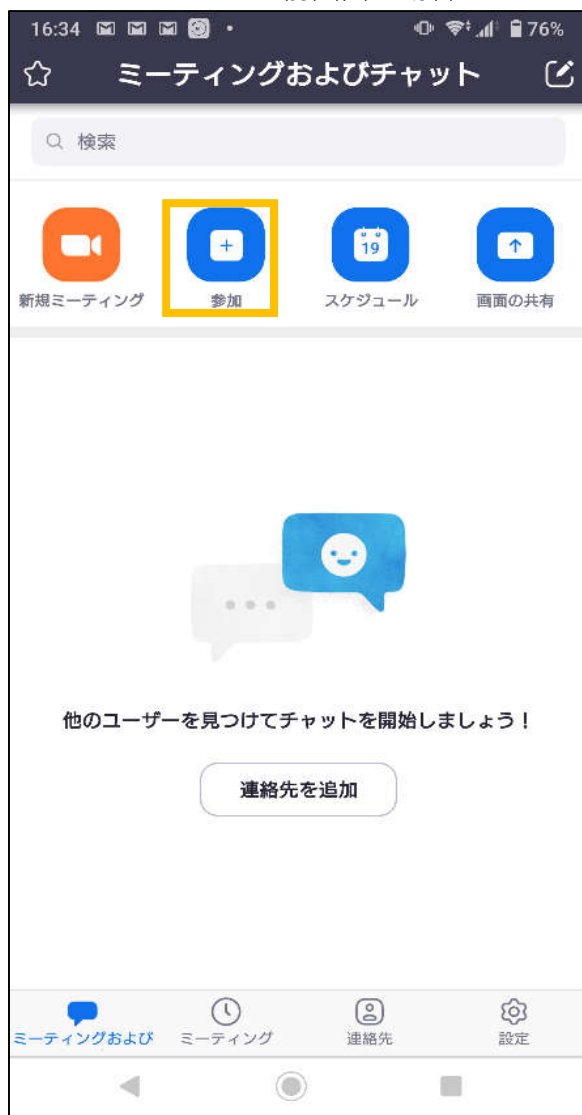 16:34 76%
ミーティングおよびチャット
検索
19
新規ミーティング 参加 スケジュール 画面の共有
他のユーザーを見つけてチャットを開始しましょう！
連絡先を追加
ミーティングおよび ミーティング 連絡先 設定